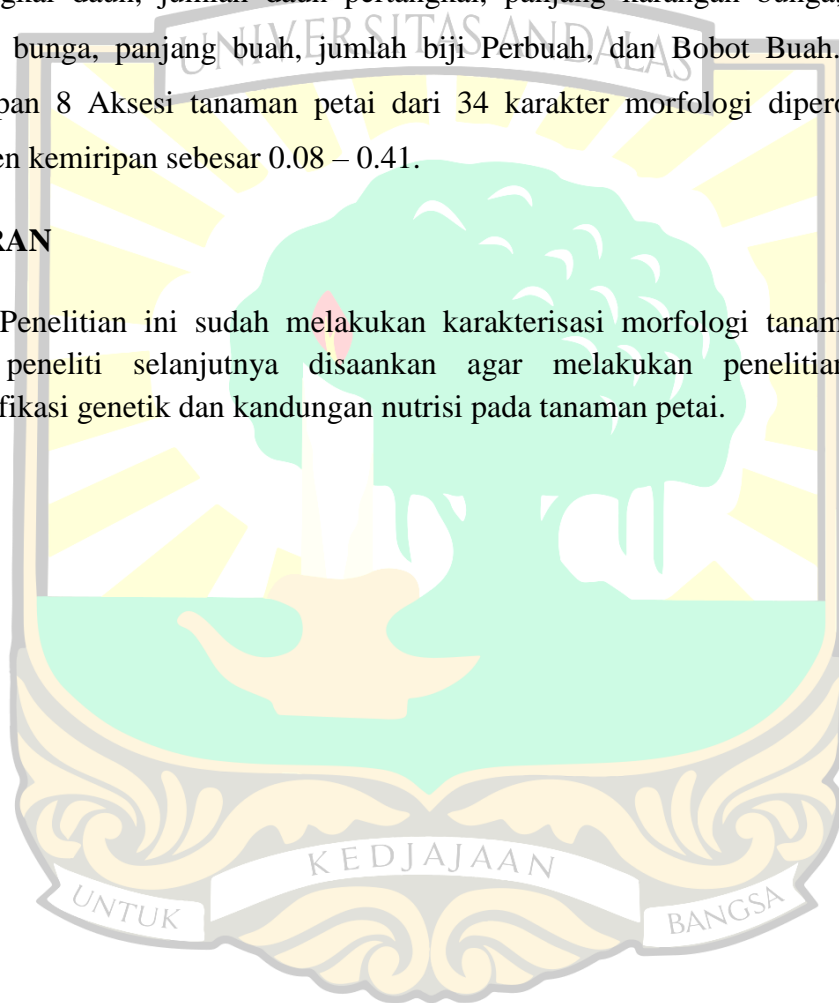 gkai daun, jumlah daun pertangkai, panjang karangan bunga,
bunga, panjang buah, jumlah biji Perbuah, dan Bobot Buah.
UNIVERSITAS ANDALAS
pan 8 Aksesi tanaman petai dari 34 karakter morfologi dipero
en kemiripan sebesar 0.08 – 0.41.
RAN
Penelitian ini sudah melakukan karakterisasi morfologi tanam
peneliti selanjutnya disaankan agar melakukan penelitian
fikasi genetik dan kandungan nutrisi pada tanaman petai.
KEDJAJAAN
UNTUK BANGSA